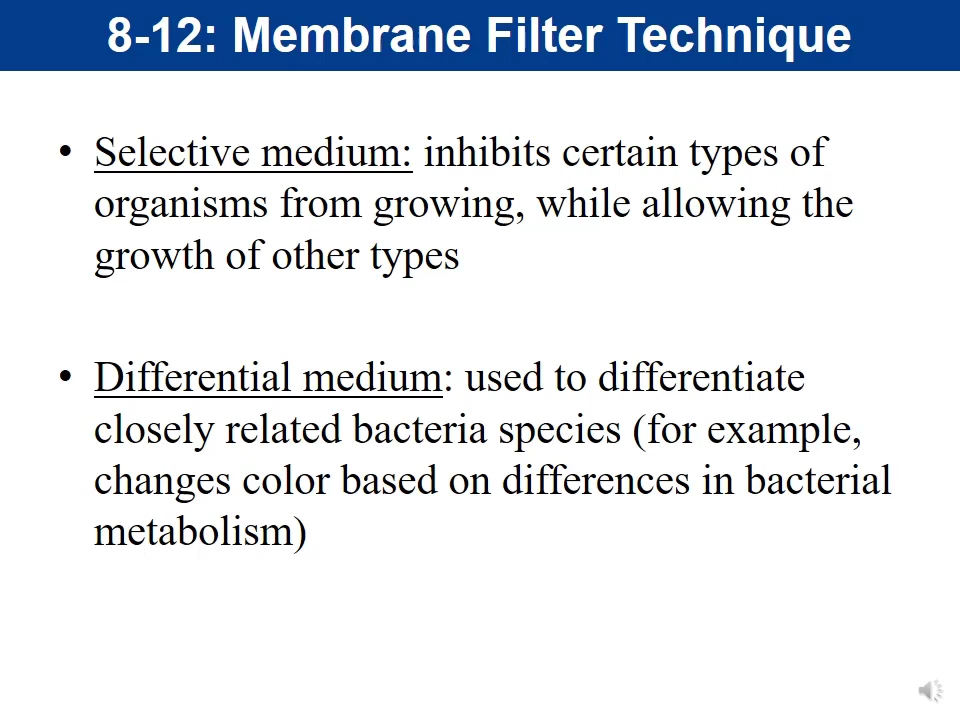 8-12: Membrane Filter Technique
• Selective medium: inhibits certain types of
organisms from growing, while allowing the
growth of other types
• Differential medium: used to differentiate
closely related bacteria species (for example,
changes color based on differences in bacterial
metabolism)